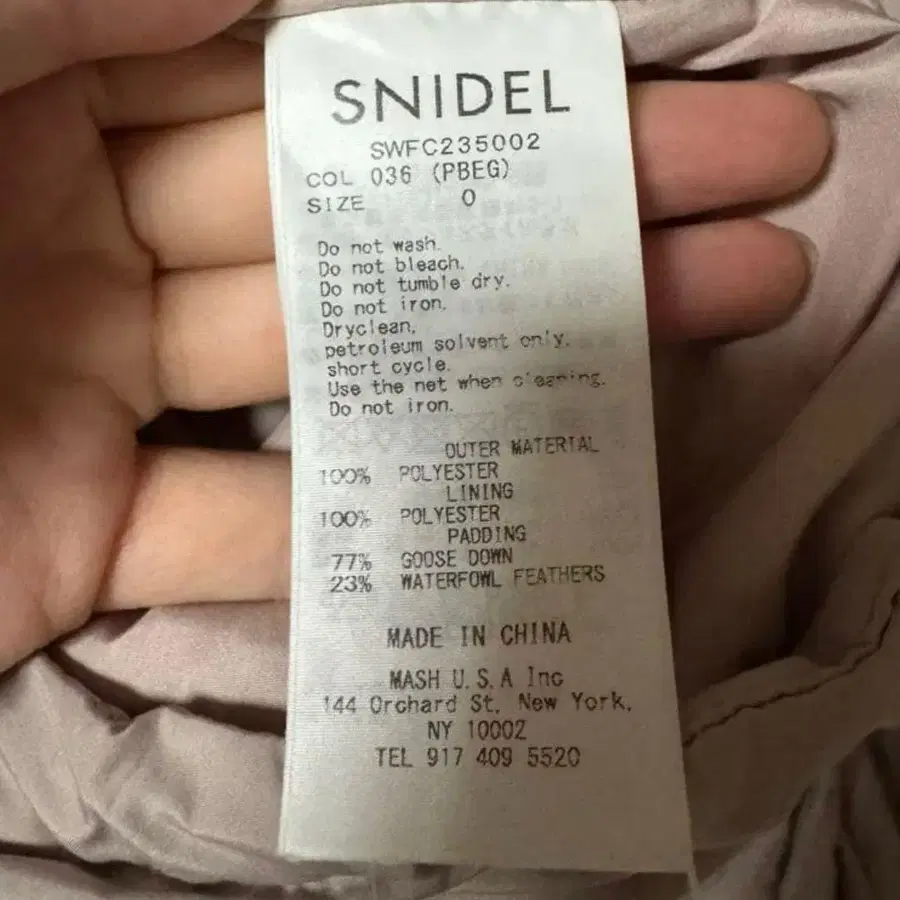 SNIDEL
SWFC235002
COL 036 (PBEG)
SIZE 0
Do not wash.
Do not bleach.
Do not tumble dry.
Do not iron.
Dryclean,
petroleum solvent only.
short cycle.
Use the net when cleaning.
Do not iron.
OUTER MATERIAL
100% POLYESTER
LINING
100% POLYESTER
PADDING
77% GOOSE DOWN
23% WATERFOWL FEATHERS
MADE IN CHINA
MASH U.S.A Inc
144 Orchard St, New York,
NY 10002
TEL 917 409 5520